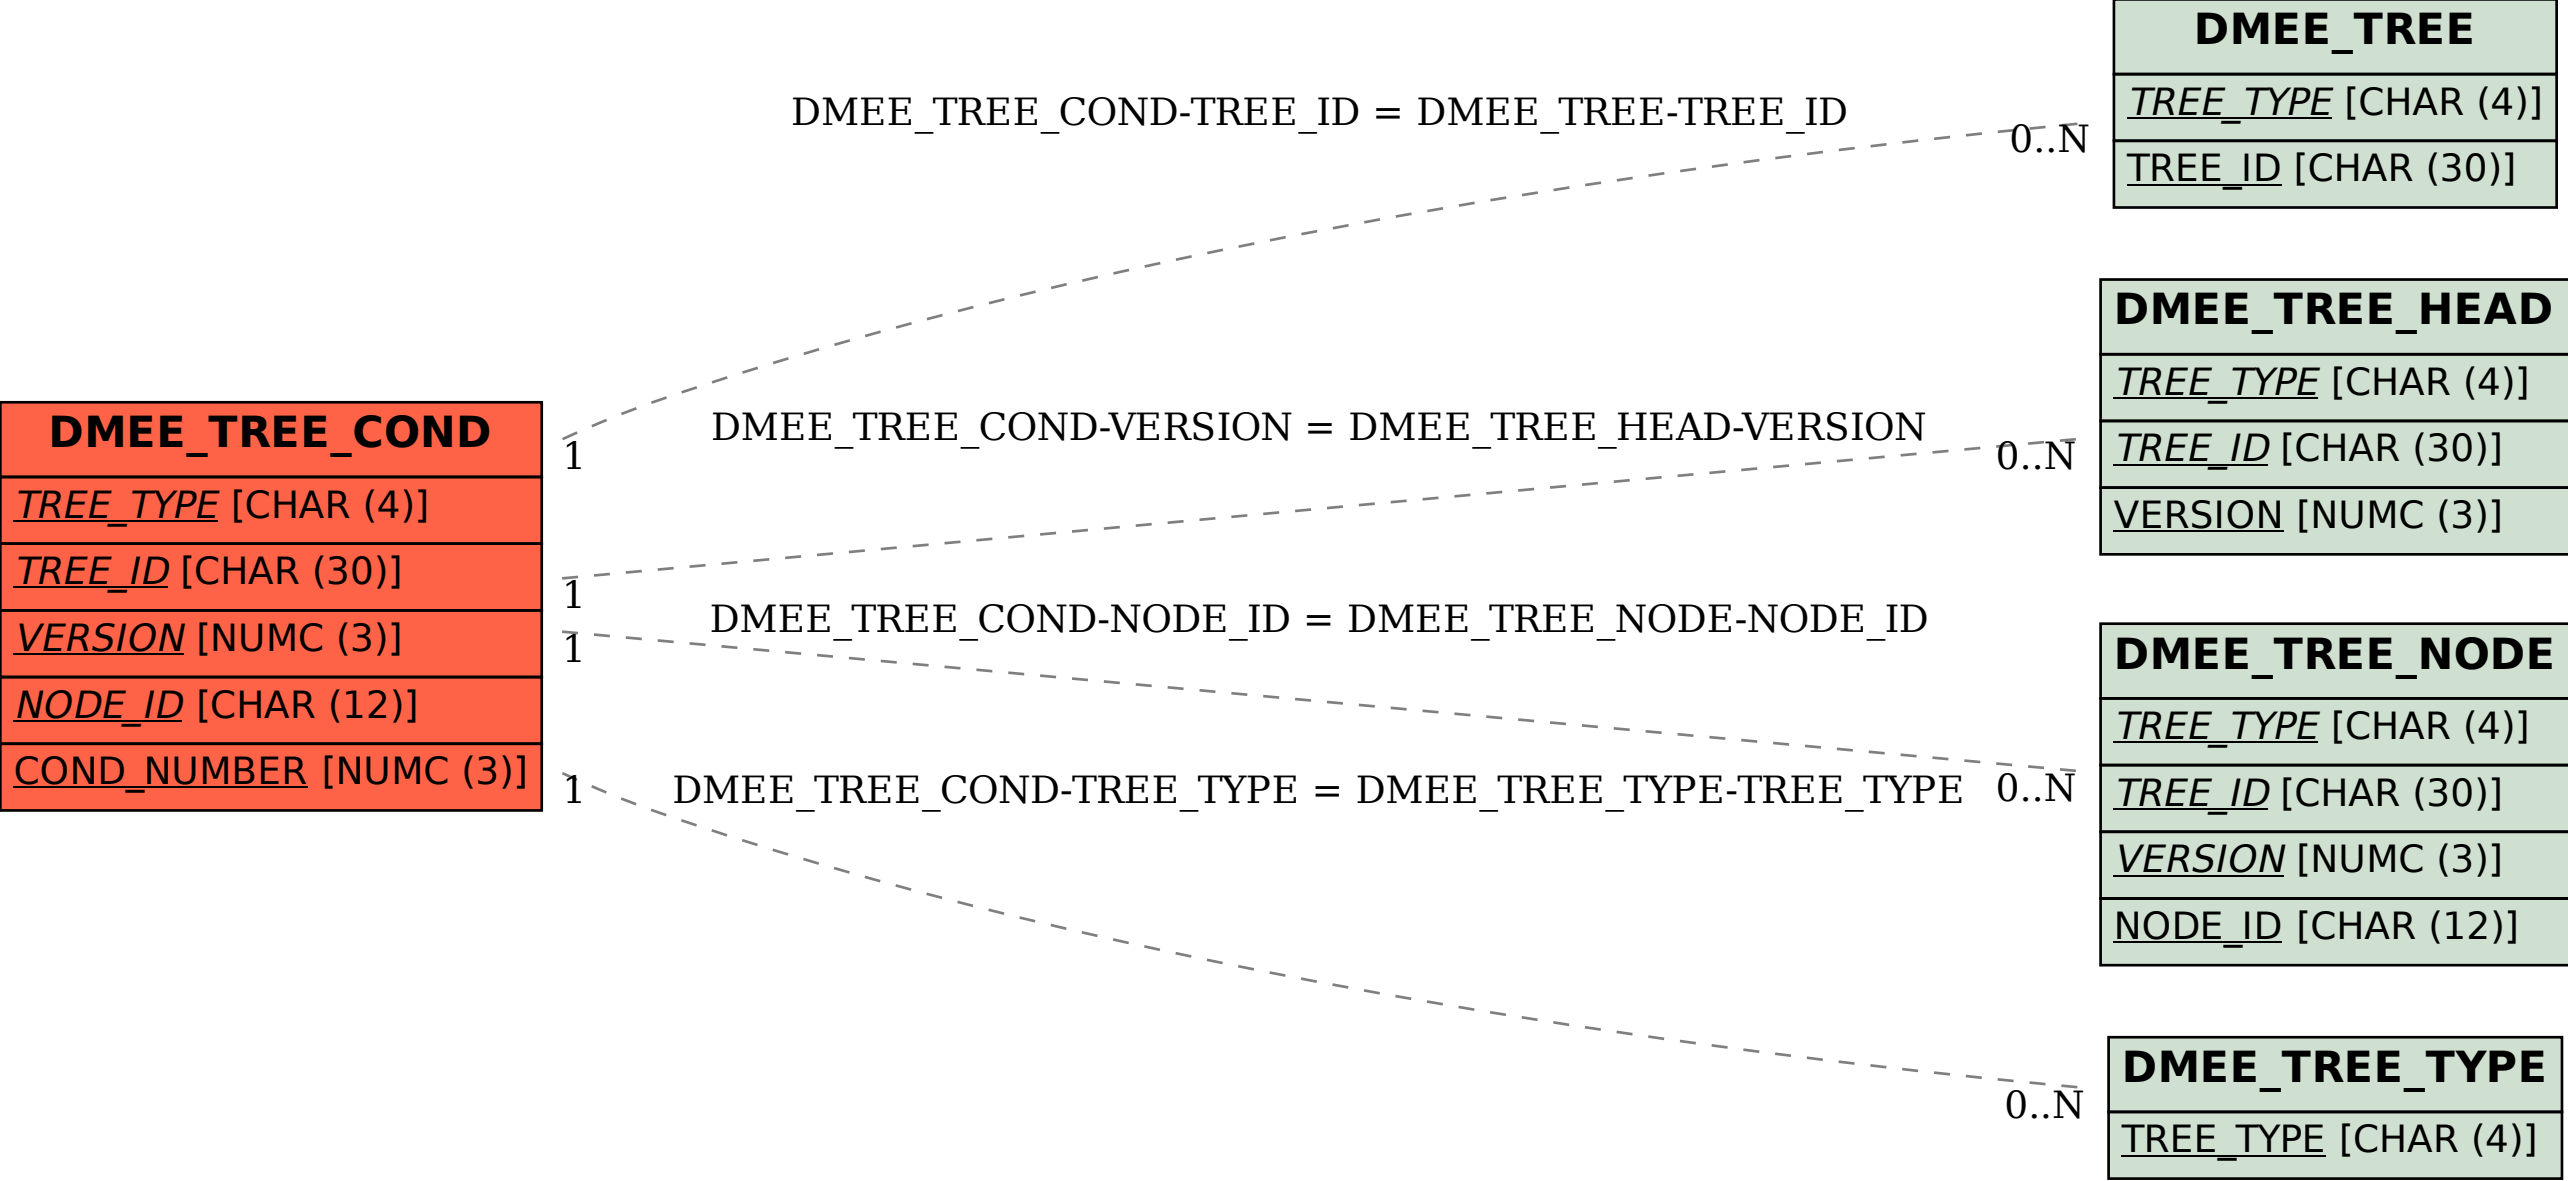 DMEE_TREE
TREE_TYPE [CHAR (4)]
TREE_ID [CHAR (30)]
DMEE_TREE_COND-TREE_ID = DMEE_TREE-TREE_ID
0..N
DMEE_TREE_HEAD
TREE_TYPE [CHAR (4)]
TREE_ID [CHAR (30)]
VERSION [NUMC (3)]
DMEE_TREE_COND-VERSION = DMEE_TREE_HEAD-VERSION
0..N
DMEE_TREE_COND
TREE_TYPE [CHAR (4)]
TREE_ID [CHAR (30)]
VERSION [NUMC (3)]
NODE_ID [CHAR (12)]
COND_NUMBER [NUMC (3)]
1
1
1
1
DMEE_TREE_COND-NODE_ID = DMEE_TREE_NODE-NODE_ID
0..N
DMEE_TREE_NODE
TREE_TYPE [CHAR (4)]
TREE_ID [CHAR (30)]
VERSION [NUMC (3)]
NODE_ID [CHAR (12)]
DMEE_TREE_COND-TREE_TYPE = DMEE_TREE_TYPE-TREE_TYPE
0..N
DMEE_TREE_TYPE
TREE_TYPE [CHAR (4)]